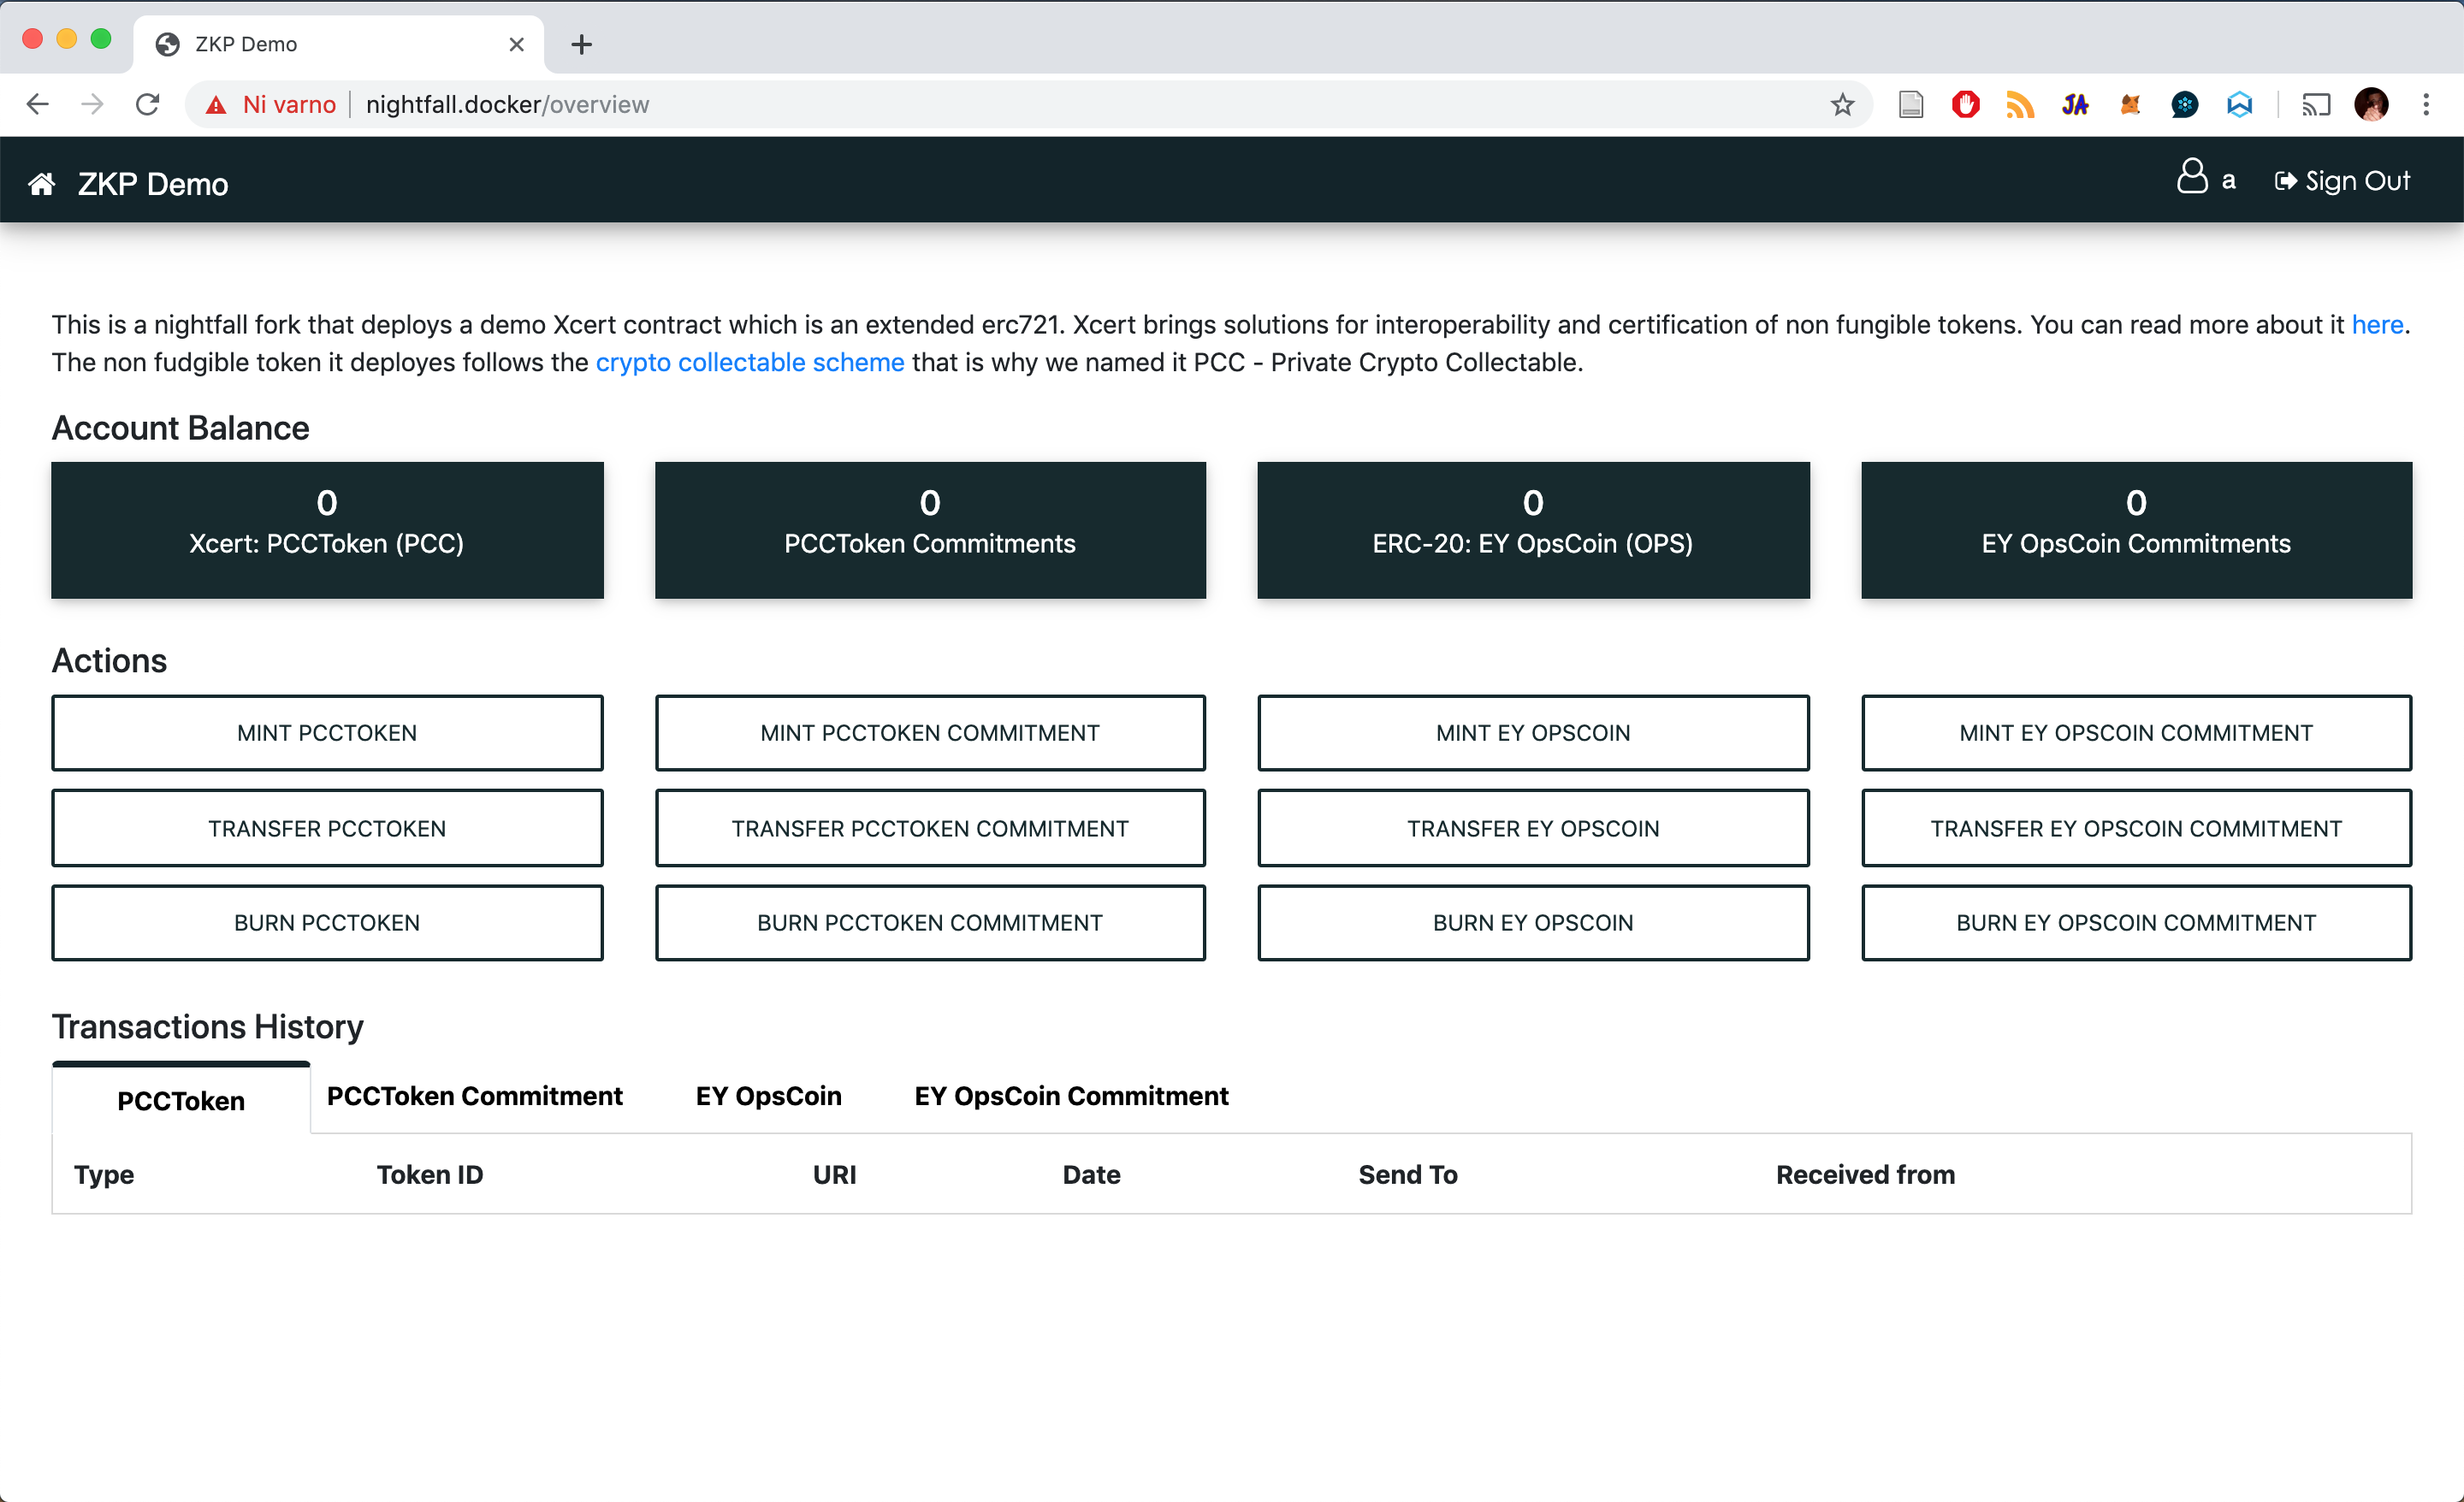 ZKP Demo
Ni varno nightfall.docker/overview
JA
ZKP Demo
a
Sign Out
This is a nightfall fork that deploys a demo Xcert contract which is an extended erc721. Xcert brings solutions for interoperability and certification of non fungible tokens. You can read more about it here.
The non fudgible token it deployes follows the crypto collectable scheme that is why we named it PCC - Private Crypto Collectable.
Account Balance
0
Xcert: PCCToken (PCC)
0
PCCToken Commitments
0
ERC-20: EY OpsCoin (OPS)
0
EY OpsCoin Commitments
Actions
MINT PCCTOKEN
MINT PCCTOKEN COMMITMENT
MINT EY OPSCOIN
MINT EY OPSCOIN COMMITMENT
TRANSFER PCCTOKEN
TRANSFER PCCTOKEN COMMITMENT
TRANSFER EY OPSCOIN
TRANSFER EY OPSCOIN COMMITMENT
BURN PCCTOKEN
BURN PCCTOKEN COMMITMENT
BURN EY OPSCOIN
BURN EY OPSCOIN COMMITMENT
Transactions History
PCCToken
PCCToken Commitment
EY OpsCoin
EY OpsCoin Commitment
Type
Token ID
URI
Date
Send To
Received from